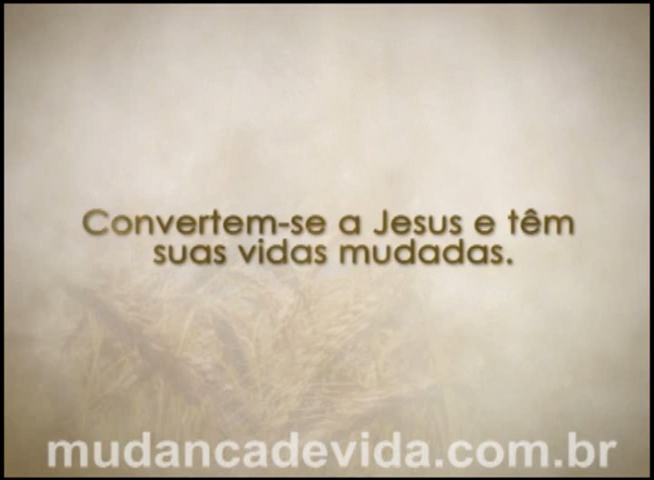 Convertem-se a Jesus e têm
suas vidas mudadas.
mudancadevida.com.br